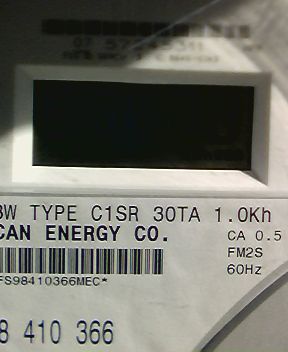 3W TYPE C1SR 30TA 1.0Kh
CAN ENERGY CO.
CA 0.5
FM2S
60Hz
FS98410366MEC*
8 410 366